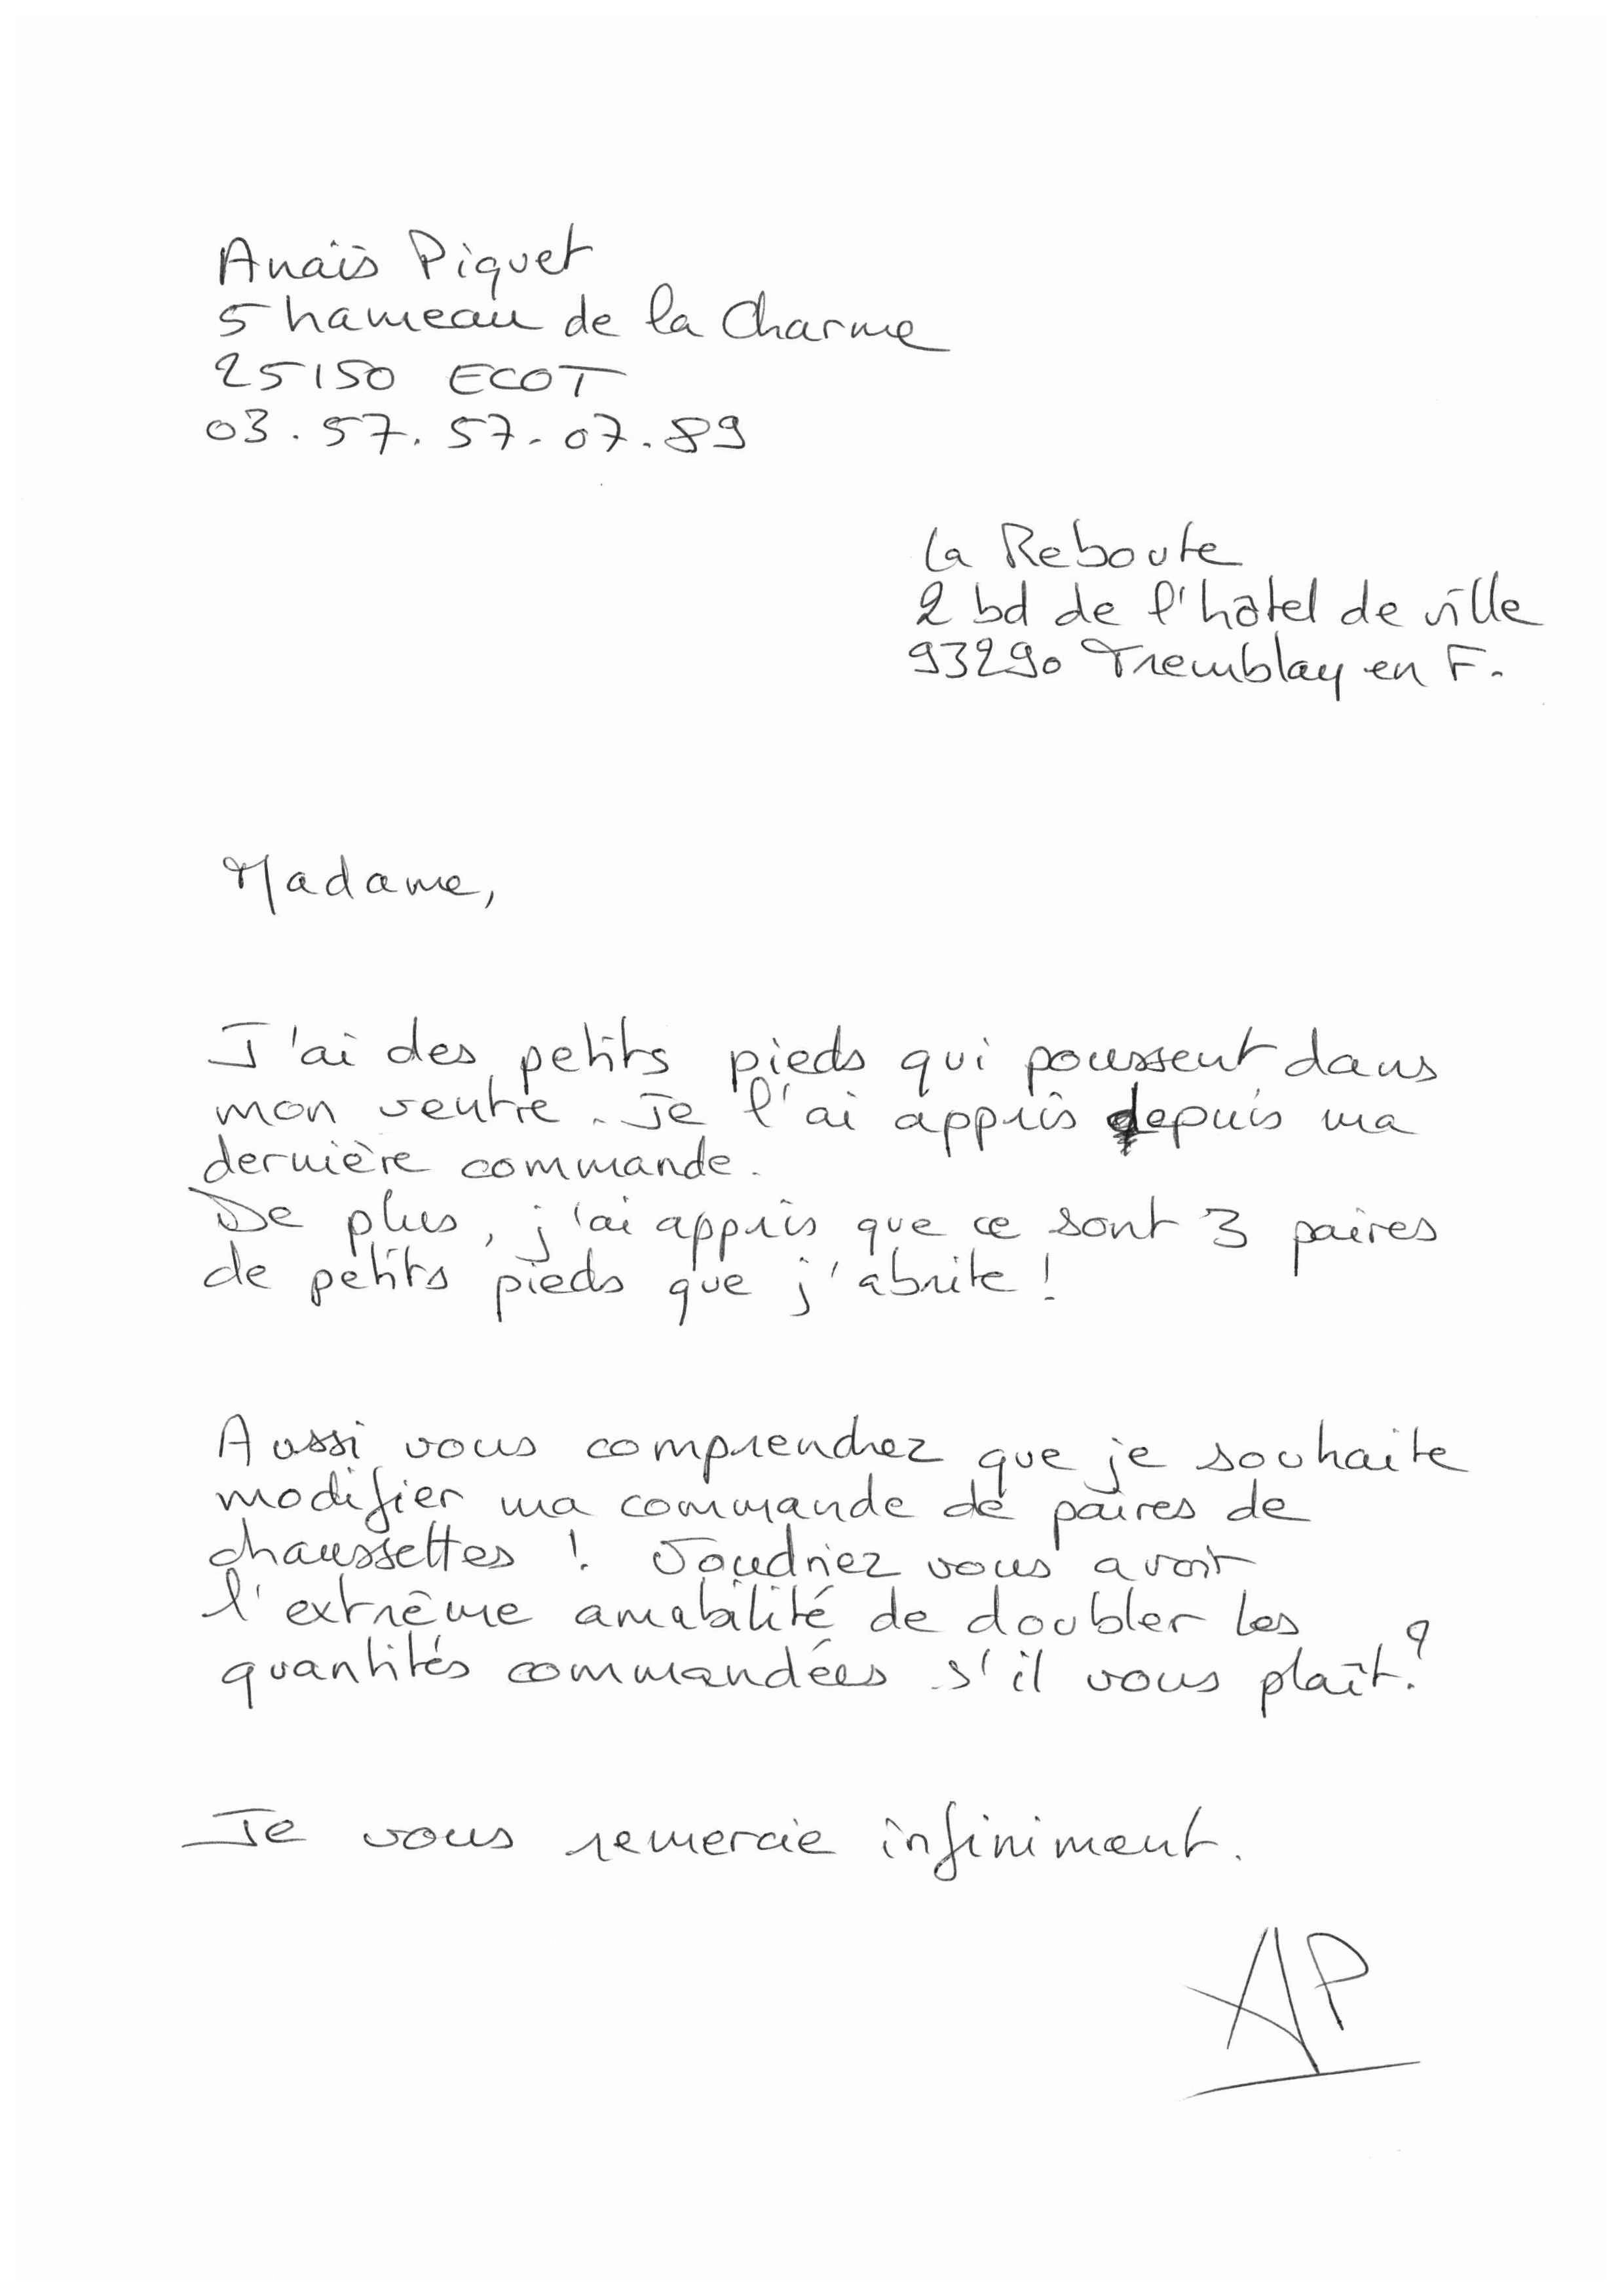 Anaïs Piquet
5 hameau de la Charme
25150 ECOT
03.57.57.07.89
La Reboute
2 bd de l'hôtel de ville
93290 Tremblay en F.
Madame,
J'ai des petits pieds qui poussent dans
mon ventre. Je l'ai appris depuis ma
dernière commande.
De plus, j'ai appris que ce sont 3 paires
de petits pieds que j'abrite !
Aussi vous comprendrez que je souhaite
modifier ma commande de paires de
chaussettes ! Voudriez vous avoir
l'extrême amabilité de doubler les
quantités commandées s'il vous plaît ?
Je vous remercie infiniment.
AP